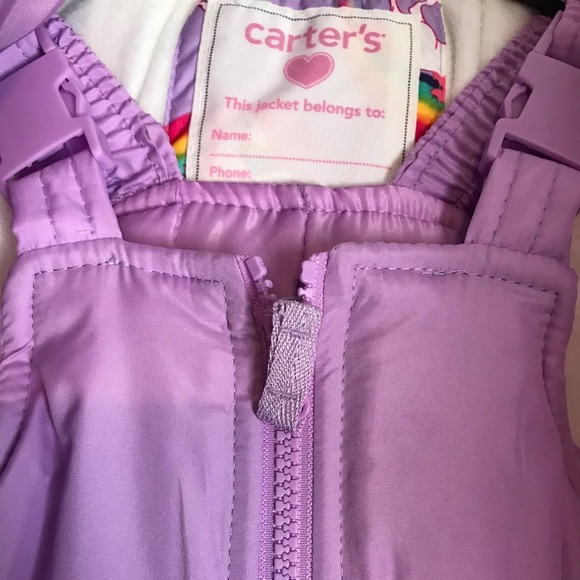 carter's
This jacket belongs to:
Name:
Phone: